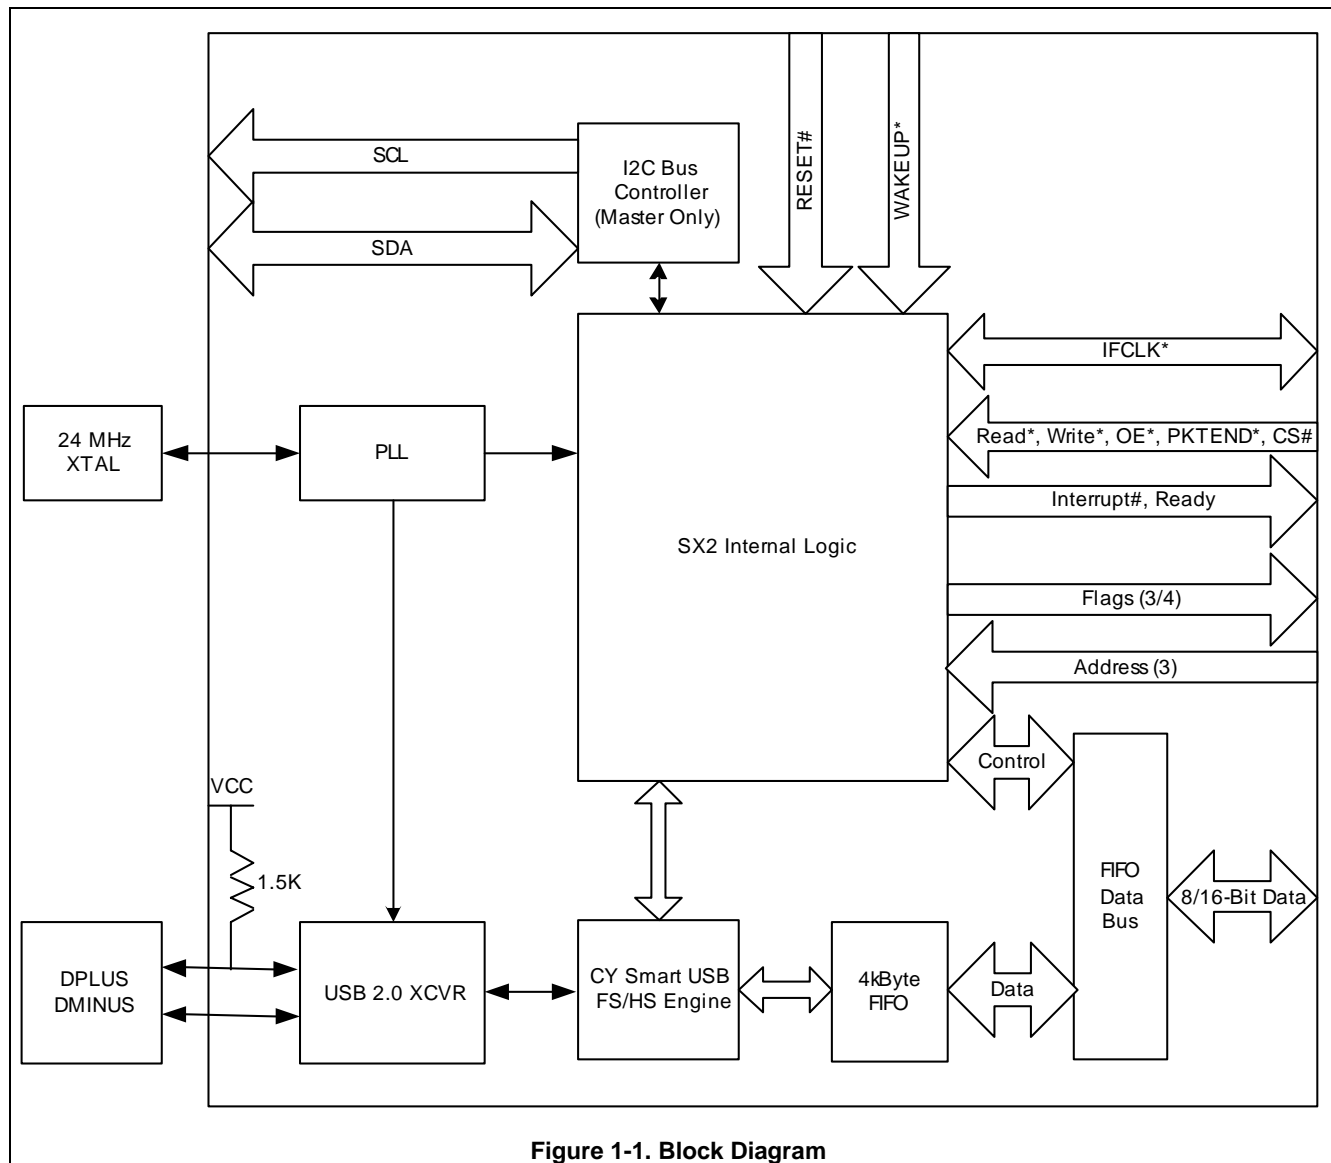 RESET#
WAKEUP*
SCL
I2C Bus
Controller
(Master Only)
SDA
IFCLK*
24 MHz
XTAL
PLL
Read*, Write*, OE*, PKTEND*, CS#
Interrupt#, Ready
SX2 Internal Logic
Flags (3/4)
Address (3)
Control
VCC
1.5K
FIFO
Data
Bus
8/16-Bit Data
DPLUS
DMINUS
USB 2.0 XCVR
CY Smart USB
FS/HS Engine
4kByte
FIFO
Data
Figure 1-1. Block Diagram